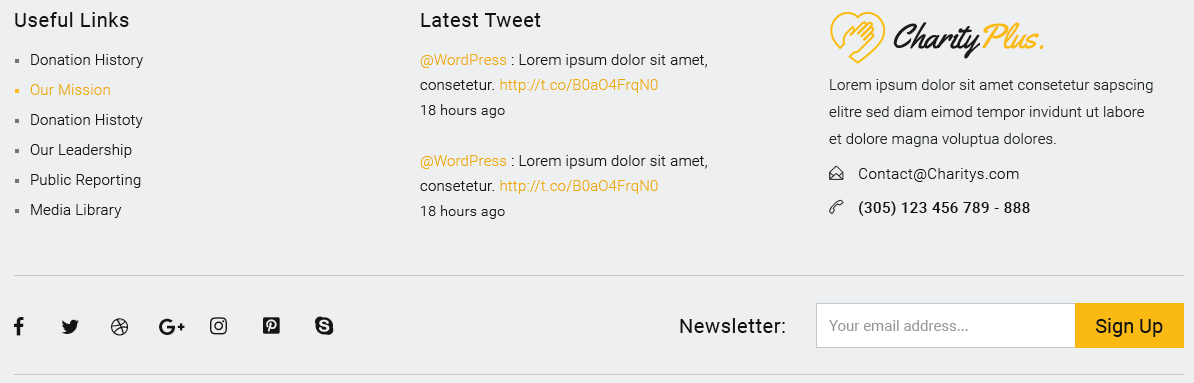 Useful Links
Donation History
Our Mission
Donation Histoty
Our Leadership
Public Reporting
Media Library
Latest Tweet
@WordPress : Lorem ipsum dolor sit amet,
consetetur. http://t.co/B0aO4FrqN0
18 hours ago
@WordPress : Lorem ipsum dolor sit amet,
consetetur. http://t.co/B0aO4FrqN0
18 hours ago
Charity Plus.
Lorem ipsum dolor sit amet consetetur sapscing
elitre sed diam eimod tempor invidunt ut labore
et dolore magna voluptua dolores.
Contact@Charitys.com
(305) 123 456 789 - 888
Newsletter:
Your email address...
Sign Up